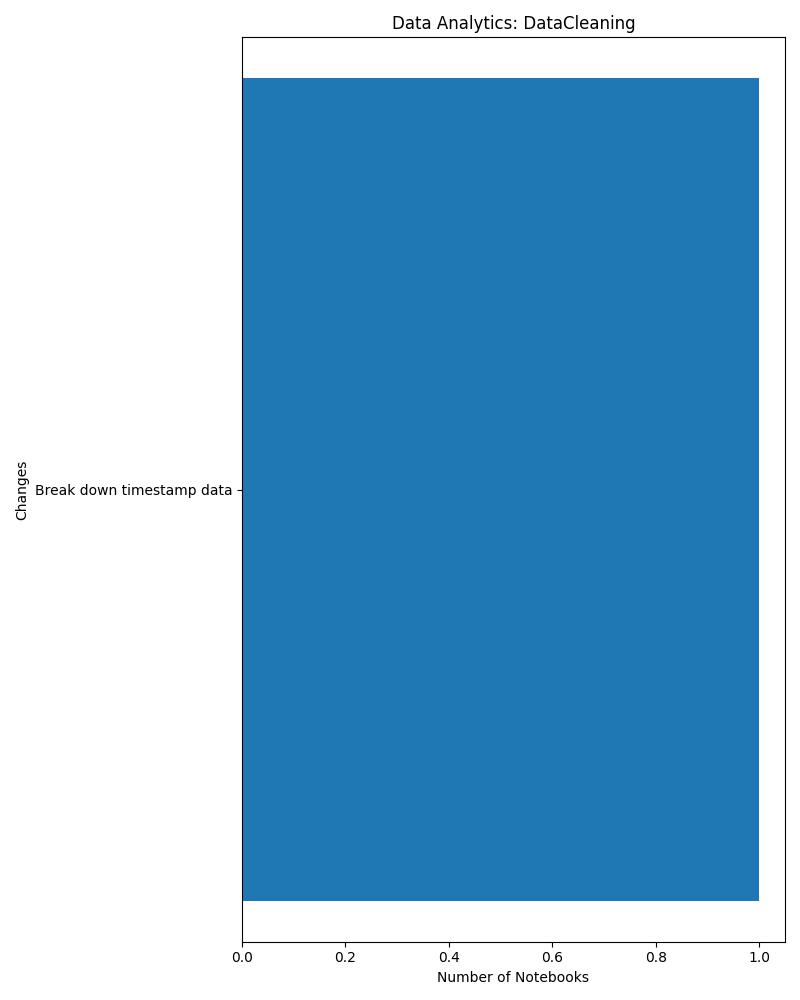 Data Analytics: DataCleaning
Changes
Break down timestamp data
0.0 0.2 0.4 0.6 0.8 1.0
Number of Notebooks